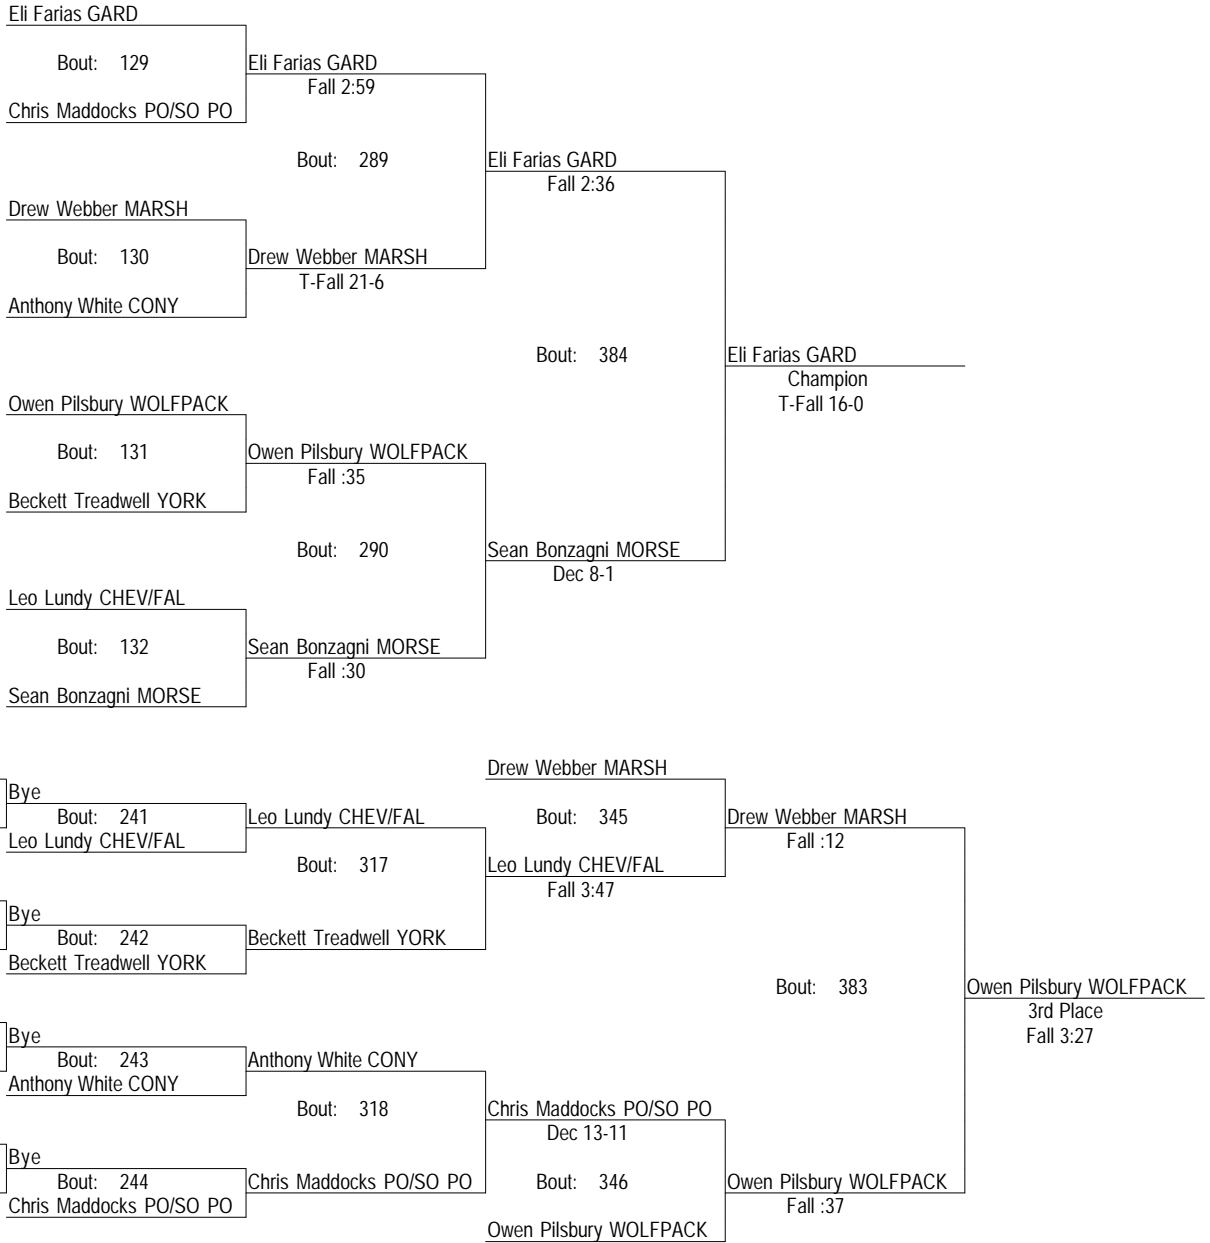 Eli Farias GARD
Bout: 129
Eli Farias GARD
Fall 2:59
Chris Maddocks PO/SO PO
Bout: 289
Eli Farias GARD
Fall 2:36
Drew Webber MARSH
Bout: 130
Drew Webber MARSH
T-Fall 21-6
Anthony White CONY
Bout: 384
Eli Farias GARD
Champion
T-Fall 16-0
Owen Pilsbury WOLFPACK
Bout: 131
Owen Pilsbury WOLFPACK
Fall :35
Beckett Treadwell YORK
Bout: 290
Sean Bonzagni MORSE
Dec 8-1
Leo Lundy CHEV/FAL
Bout: 132
Sean Bonzagni MORSE
Fall :30
Sean Bonzagni MORSE
Drew Webber MARSH
Bye
Bout: 241
Leo Lundy CHEV/FAL
Bout: 345
Drew Webber MARSH
Fall :12
Leo Lundy CHEV/FAL
Bout: 317
Leo Lundy CHEV/FAL
Fall 3:47
Bye
Bout: 242
Beckett Treadwell YORK
Beckett Treadwell YORK
Bout: 383
Owen Pilsbury WOLFPACK
3rd Place
Fall 3:27
Bye
Bout: 243
Anthony White CONY
Anthony White CONY
Bout: 318
Chris Maddocks PO/SO PO
Dec 13-11
Bye
Bout: 244
Chris Maddocks PO/SO PO
Bout: 346
Owen Pilsbury WOLFPACK
Fall :37
Chris Maddocks PO/SO PO
Owen Pilsbury WOLFPACK